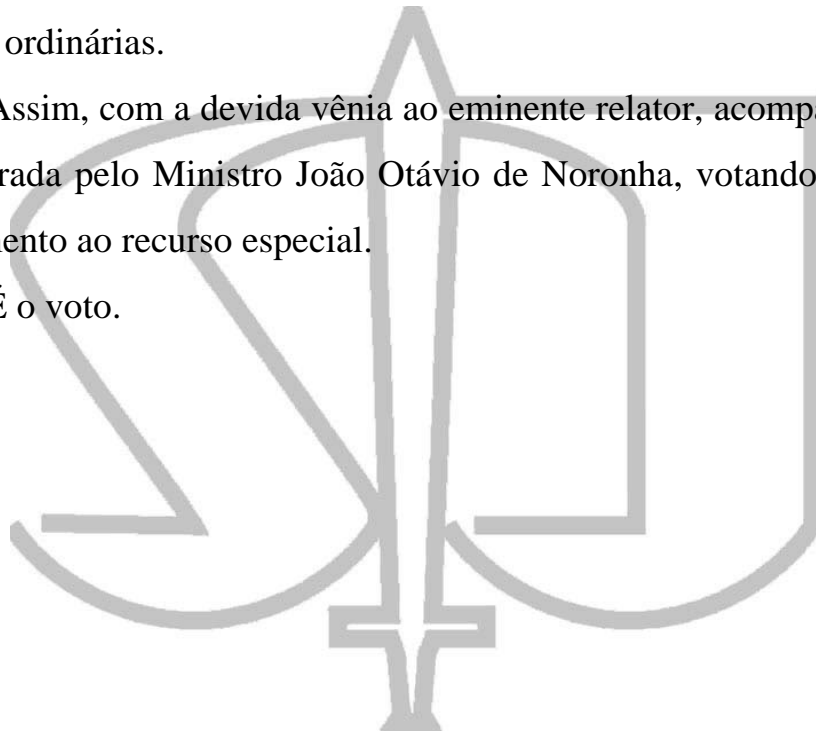 ordinárias.
Assim, com a devida vênia ao eminente relator, acompa
rada pelo Ministro João Otávio de Noronha, votando
mento ao recurso especial.
É o voto.